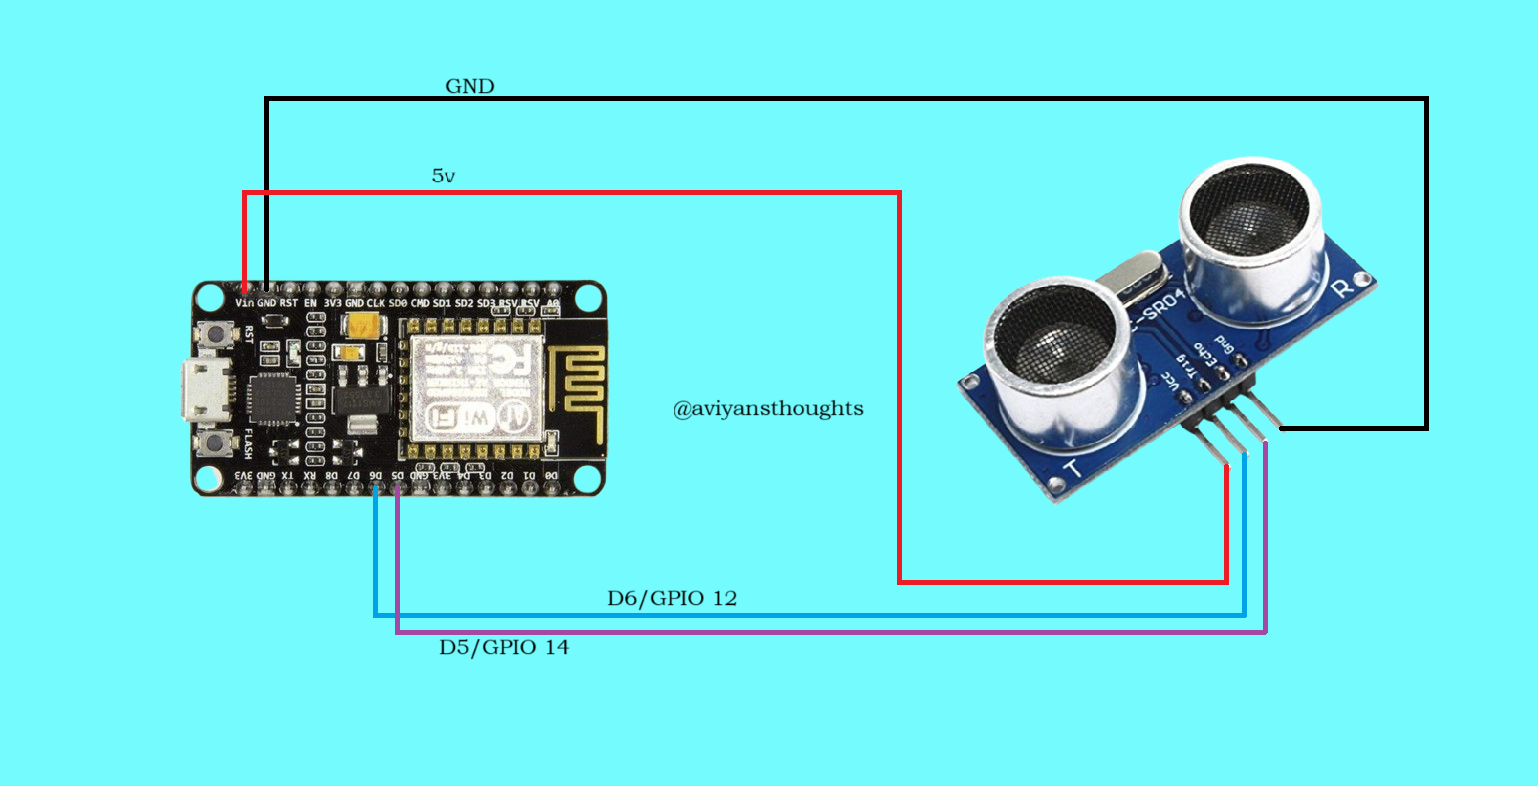 GND
5v
Vin GND RST EN 3V3 GND CLK SD0 CMD SD1 SD2 SD3 RSV RSV A0
RST
FLASH
FC
WiFi
3V3 GND TX RX D8 D7 D6 D5 GND 3V3 D4 D3 D2 D1 D0
@aviyansthoughts
C-SR04
R
T
Vcc
Trig
Echo
Gnd
D6/GPIO 12
D5/GPIO 14